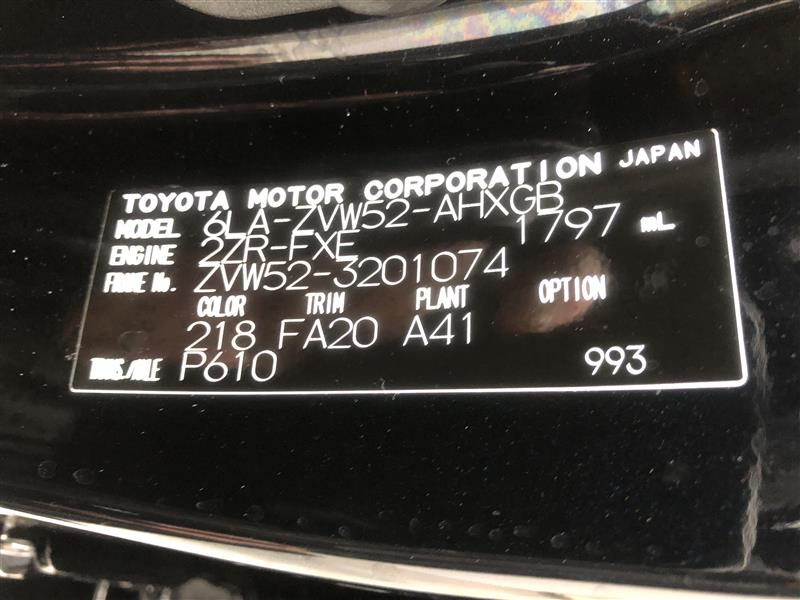 TOYOTA MOTOR CORPORATION JAPAN
MODEL 6LA-ZVW52-AHXGB
ENGINE 2ZR-FXE 1797 mL
FRAME No. ZVW52-3201074
COLOR TRIM PLANT OPTION
218 FA20 A41
TRANS./AXLE P610 993